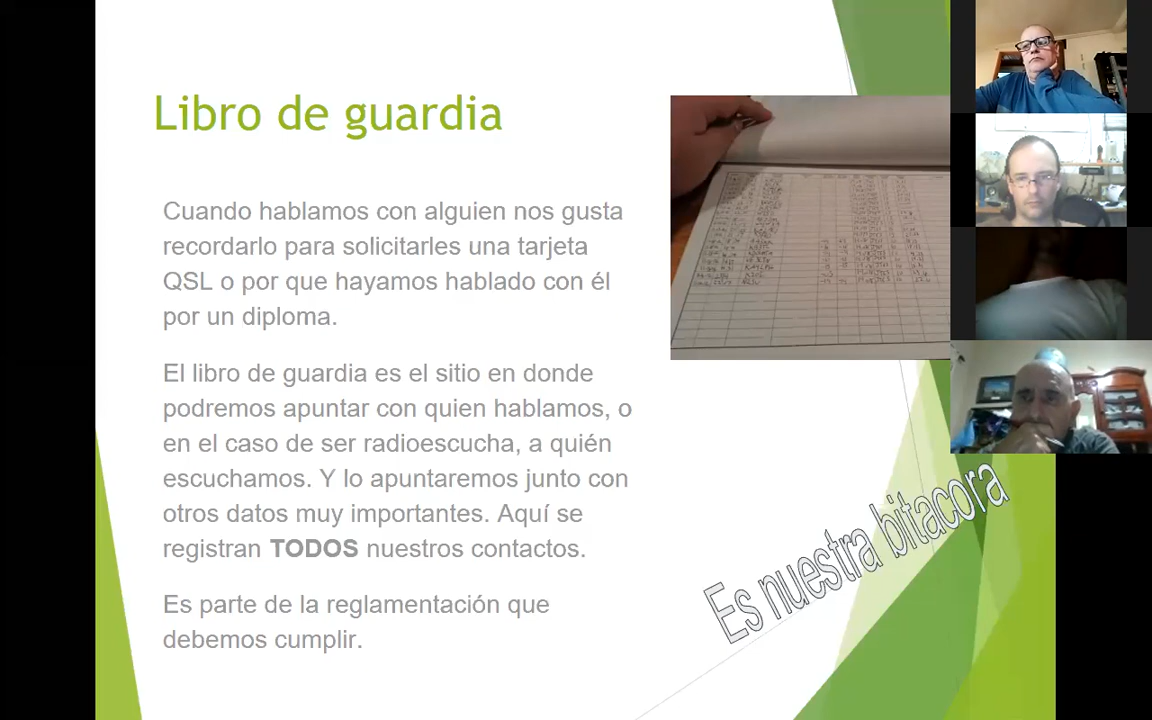 Libro de guardia
Cuando hablamos con alguien nos gusta
recordarlo para solicitarles una tarjeta
QSL o por que hayamos hablado con él
por un diploma.
El libro de guardia es el sitio en donde
podremos apuntar con quien hablamos, o
en el caso de ser radioescucha, a quién
escuchamos. Y lo apuntaremos junto con
otros datos muy importantes. Aquí se
registran TODOS nuestros contactos.
Es parte de la reglamentación que
debemos cumplir.
Es nuestra bitacora